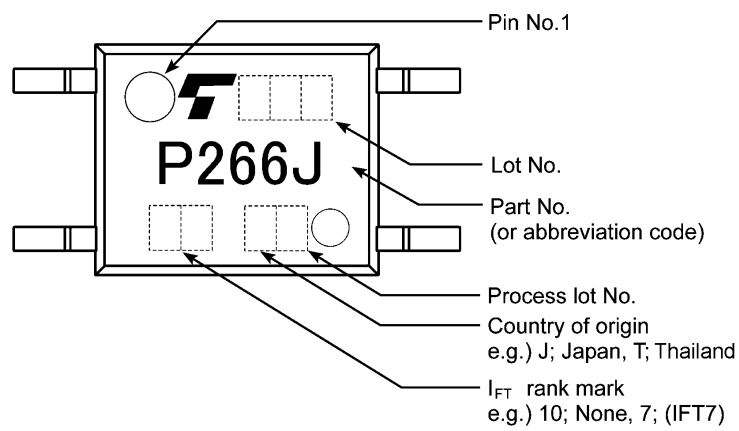 Pin No.1
P266J
Lot No.
Part No.
(or abbreviation code)
Process lot No.
Country of origin
e.g.) J; Japan, T; Thailand
IFT rank mark
e.g.) 10; None, 7; (IFT7)